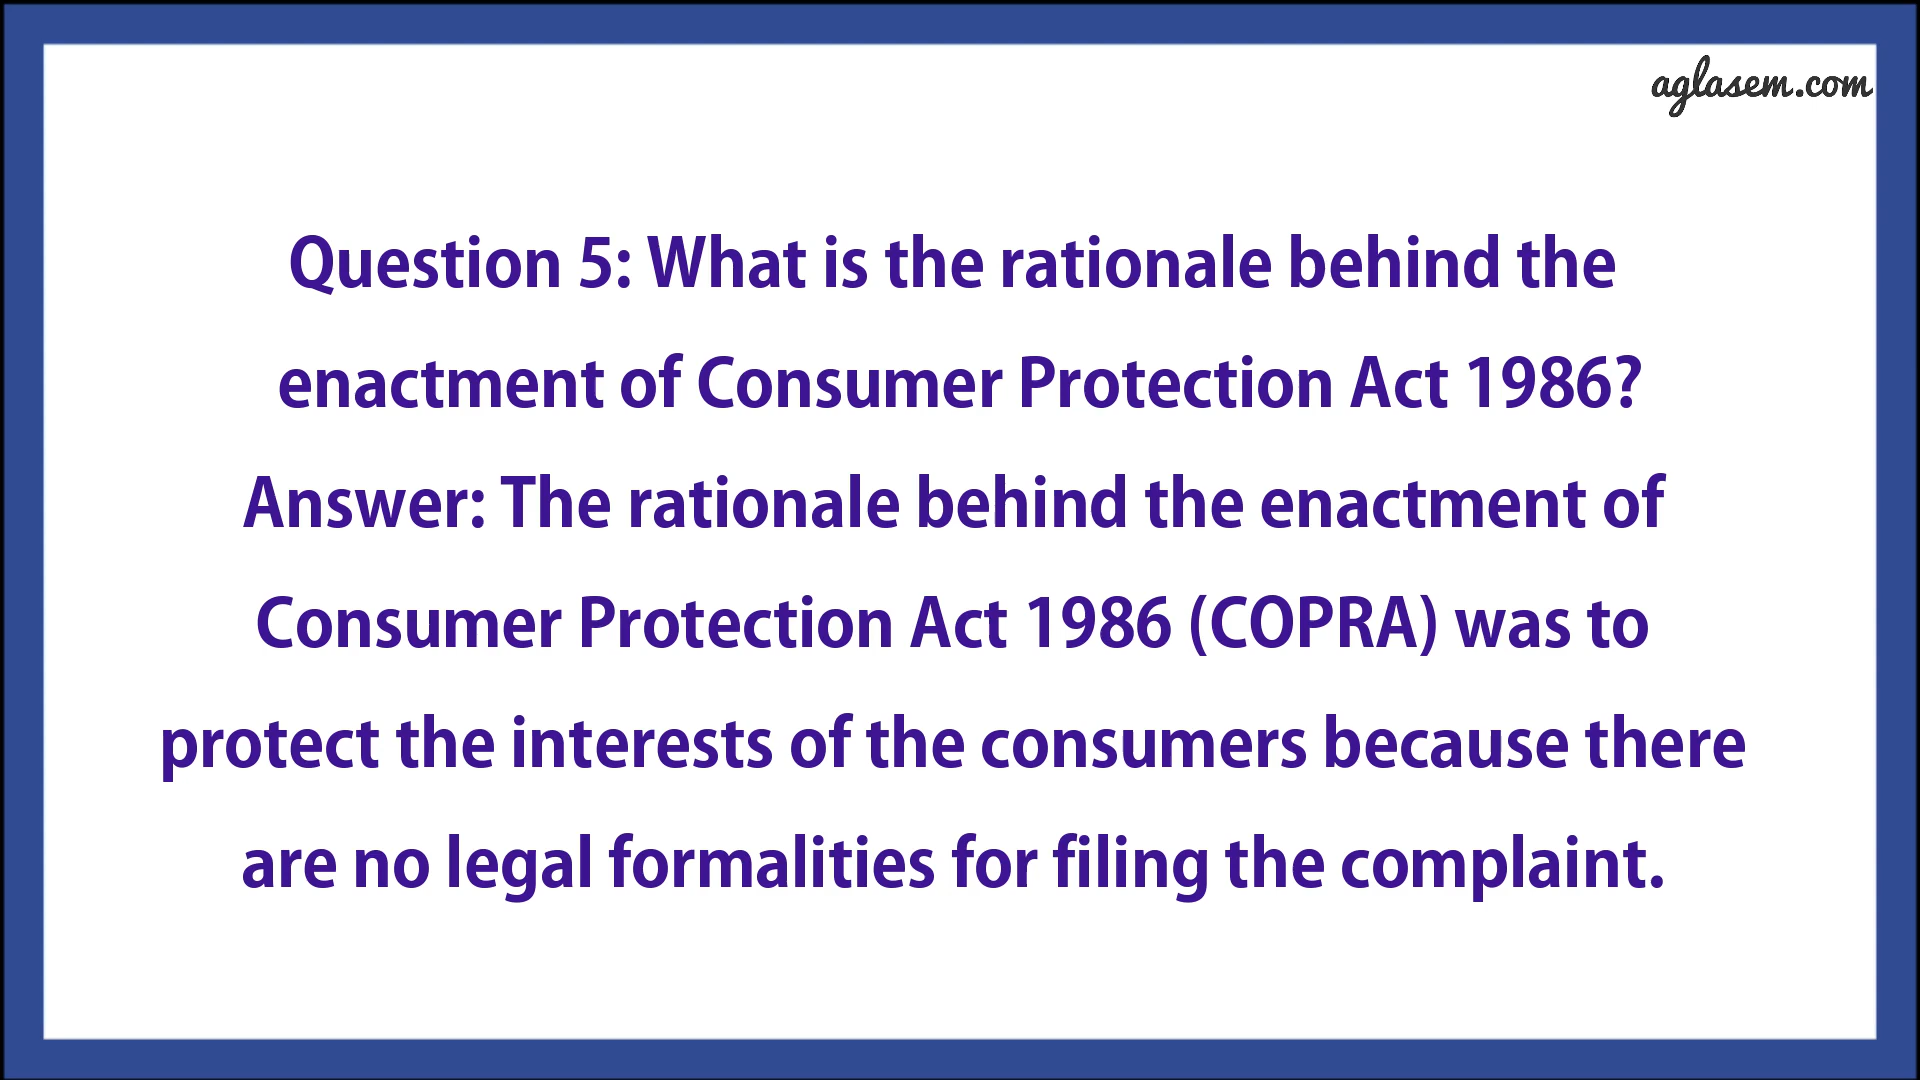 aglasem.com
Question 5: What is the rationale behind the
enactment of Consumer Protection Act 1986?
Answer: The rationale behind the enactment of
Consumer Protection Act 1986 (COPRA) was to
protect the interests of the consumers because there
are no legal formalities for filing the complaint.